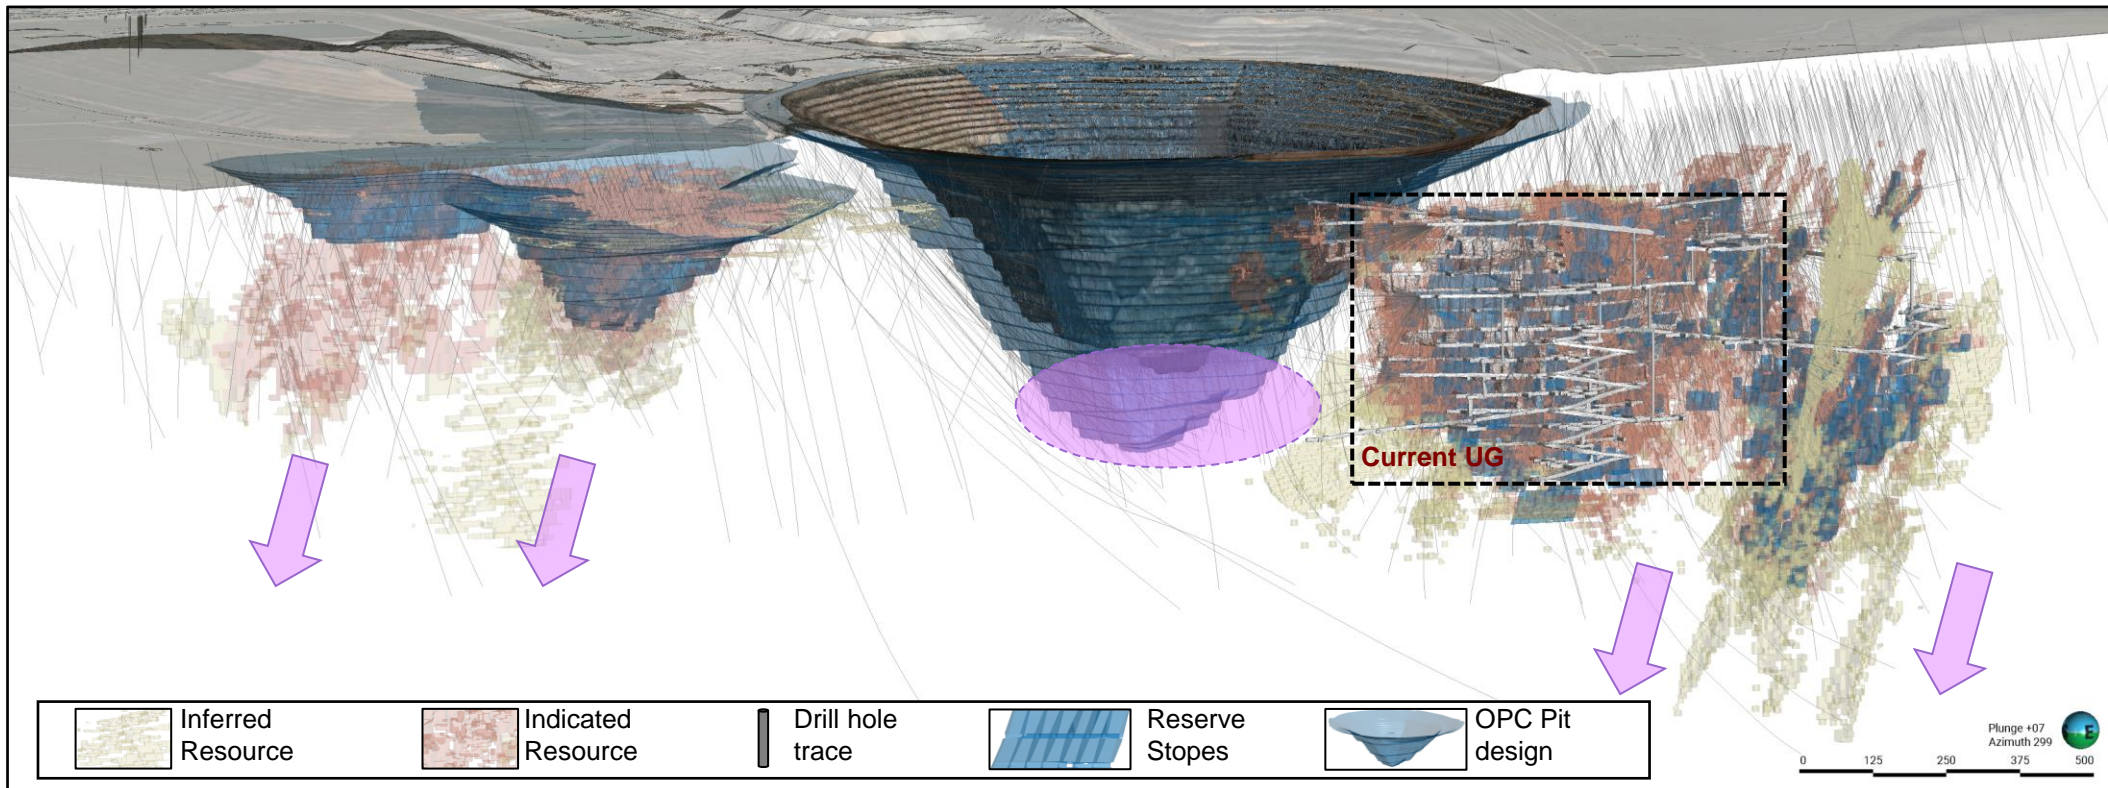 Current UG
Inferred
Resource
Indicated
Resource
Drill hole
trace
Reserve
Stopes
OPC Pit
design
Plunge +07
Azimuth 299
E
0 125 250 375 500